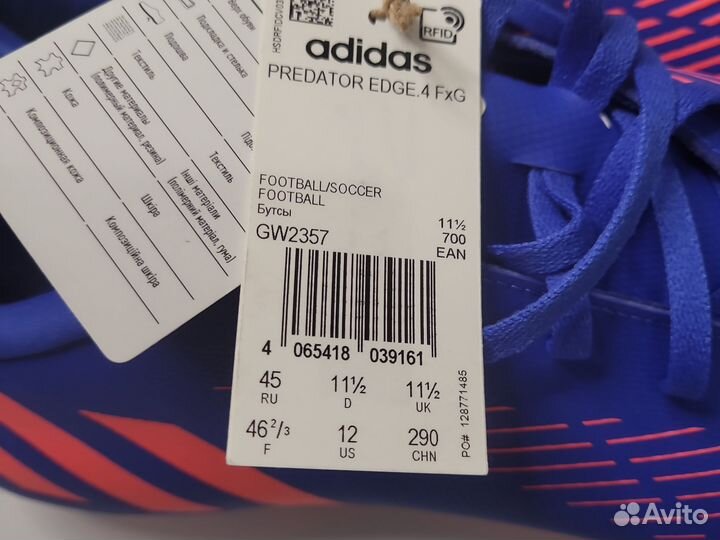 RFID
adidas
PREDATOR EDGE.4 FxG
FOOTBALL/SOCCER
FOOTBALL
Бутсы
GW2357
11½
700
EAN
4 065418 039161
45 11½ 11½
RU D UK
46²/₃ 12 290
F US CHN
PO# 128771485
Подкладка и стелька
Подошва
Текстиль
Текстиль
Другие материалы
(полимерный материал, резина)
Інші матеріали
(полімерний матеріал, гума)
Кожа
Шкіра
Композиционная кожа
Композиційна шкіра
Avito